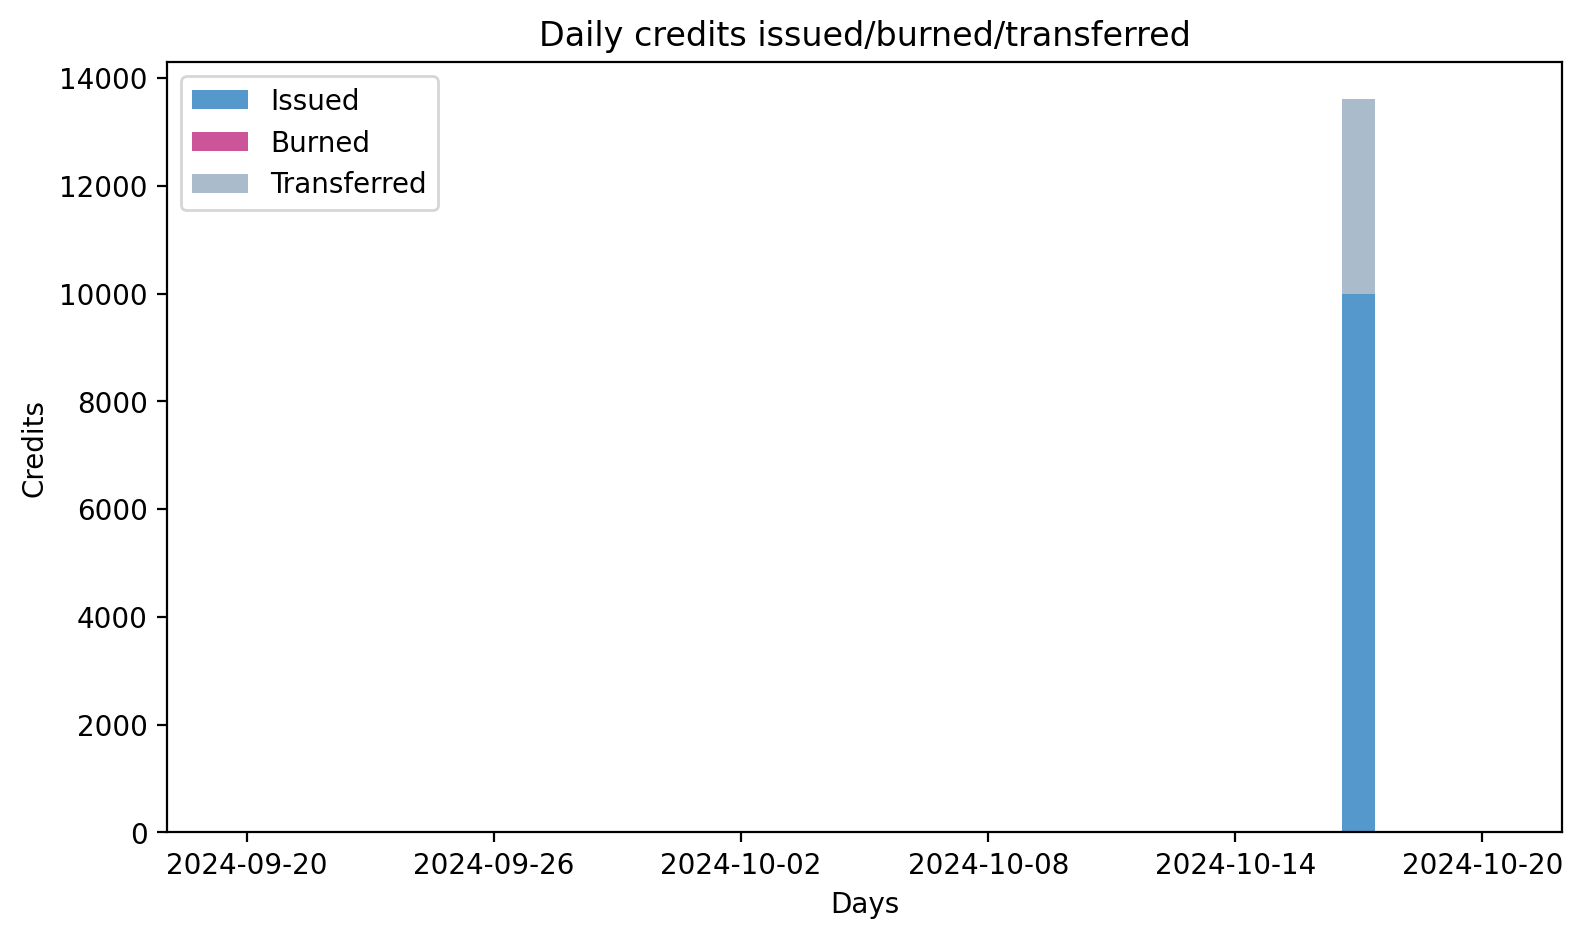 Daily credits issued/burned/transferred
14000
12000
10000
8000
6000
4000
2000
0
Credits
Issued
Burned
Transferred
2024-09-20 2024-09-26 2024-10-02 2024-10-08 2024-10-14 2024-10-20
Days